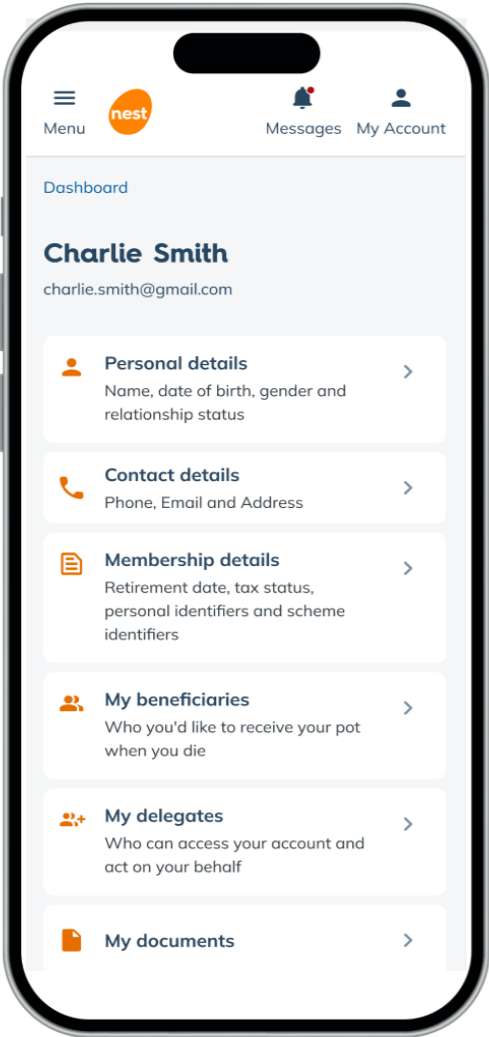 nest
Menu
Messages
My Account
Dashboard
Charlie Smith
charlie.smith@gmail.com
Personal details
Name, date of birth, gender and
relationship status
Contact details
Phone, Email and Address
Membership details
Retirement date, tax status,
personal identifiers and scheme
identifiers
My beneficiaries
Who you'd like to receive your pot
when you die
My delegates
Who can access your account and
act on your behalf
My documents